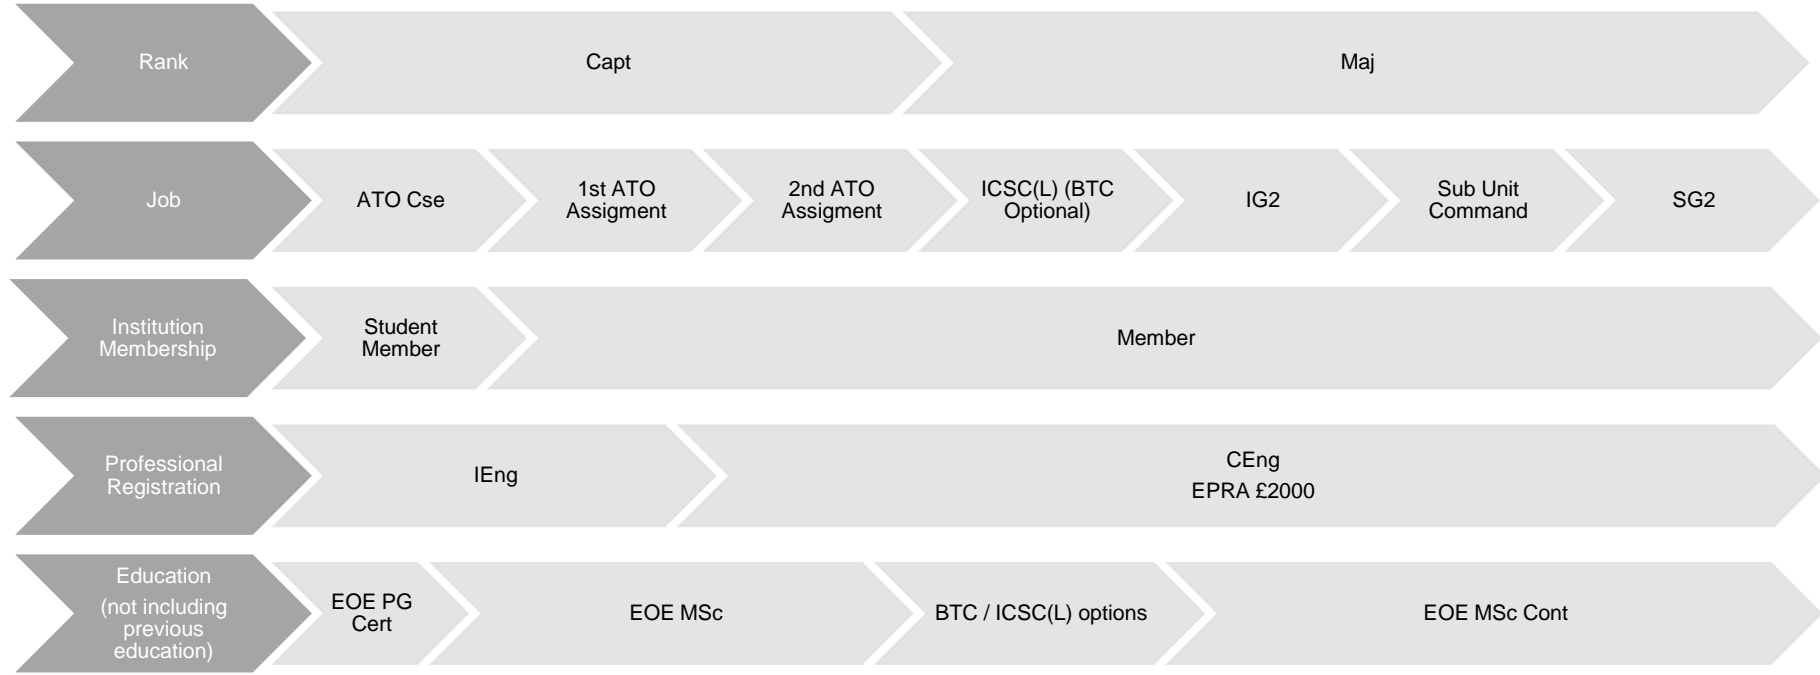 Rank
Capt
Maj
Job
ATO Cse
1st ATO
Assigment
2nd ATO
Assigment
ICSC(L) (BTC
Optional)
IG2
Sub Unit
Command
SG2
Institution
Membership
Student
Member
Member
Professional
Registration
IEng
CEng
EPRA £2000
Education
(not including
previous
education)
EOE PG
Cert
EOE MSc
BTC / ICSC(L) options
EOE MSc Cont